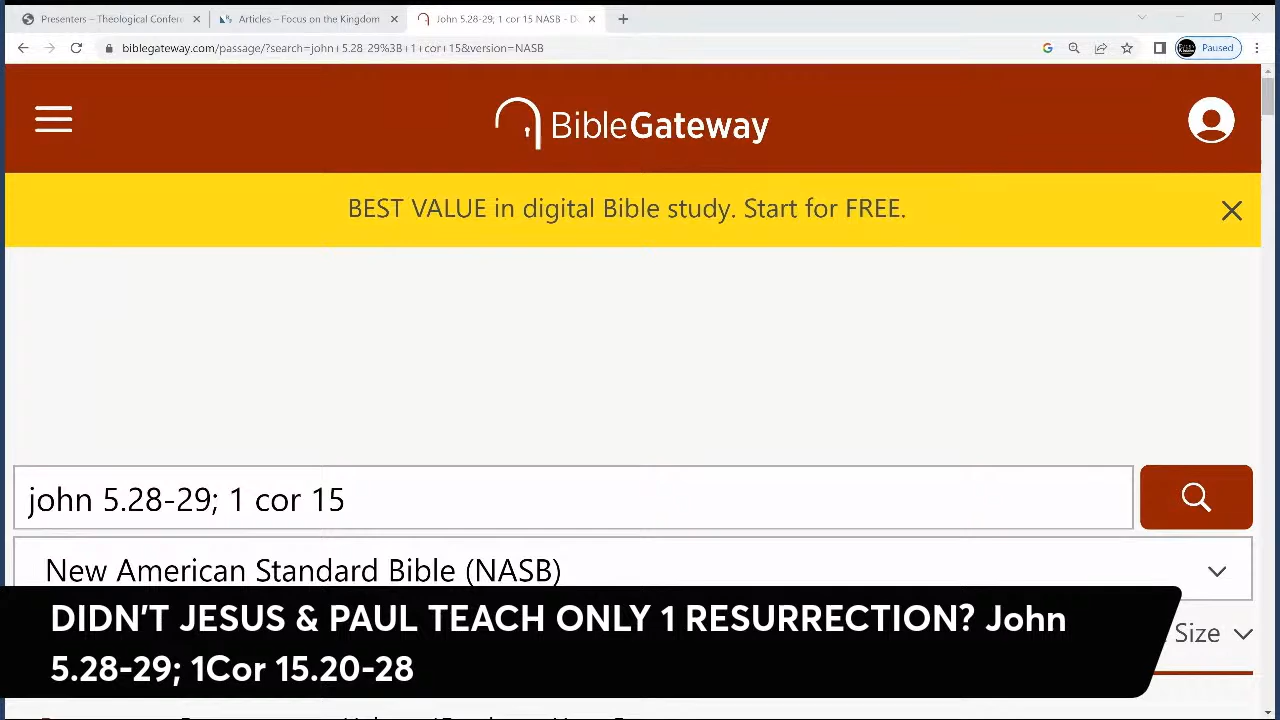 Presenters – Theological Confere
Articles – Focus on the Kingdom
John 5.28-29; 1 cor 15 NASB - D
biblegateway.com/passage/?search=john+5.28-29%3B+1+cor+15&version=NASB
Paused
BibleGateway
BEST VALUE in digital Bible study. Start for FREE.
john 5.28-29; 1 cor 15
New American Standard Bible (NASB)
Size
DIDN'T JESUS & PAUL TEACH ONLY 1 RESURRECTION? John
5.28-29; 1Cor 15.20-28